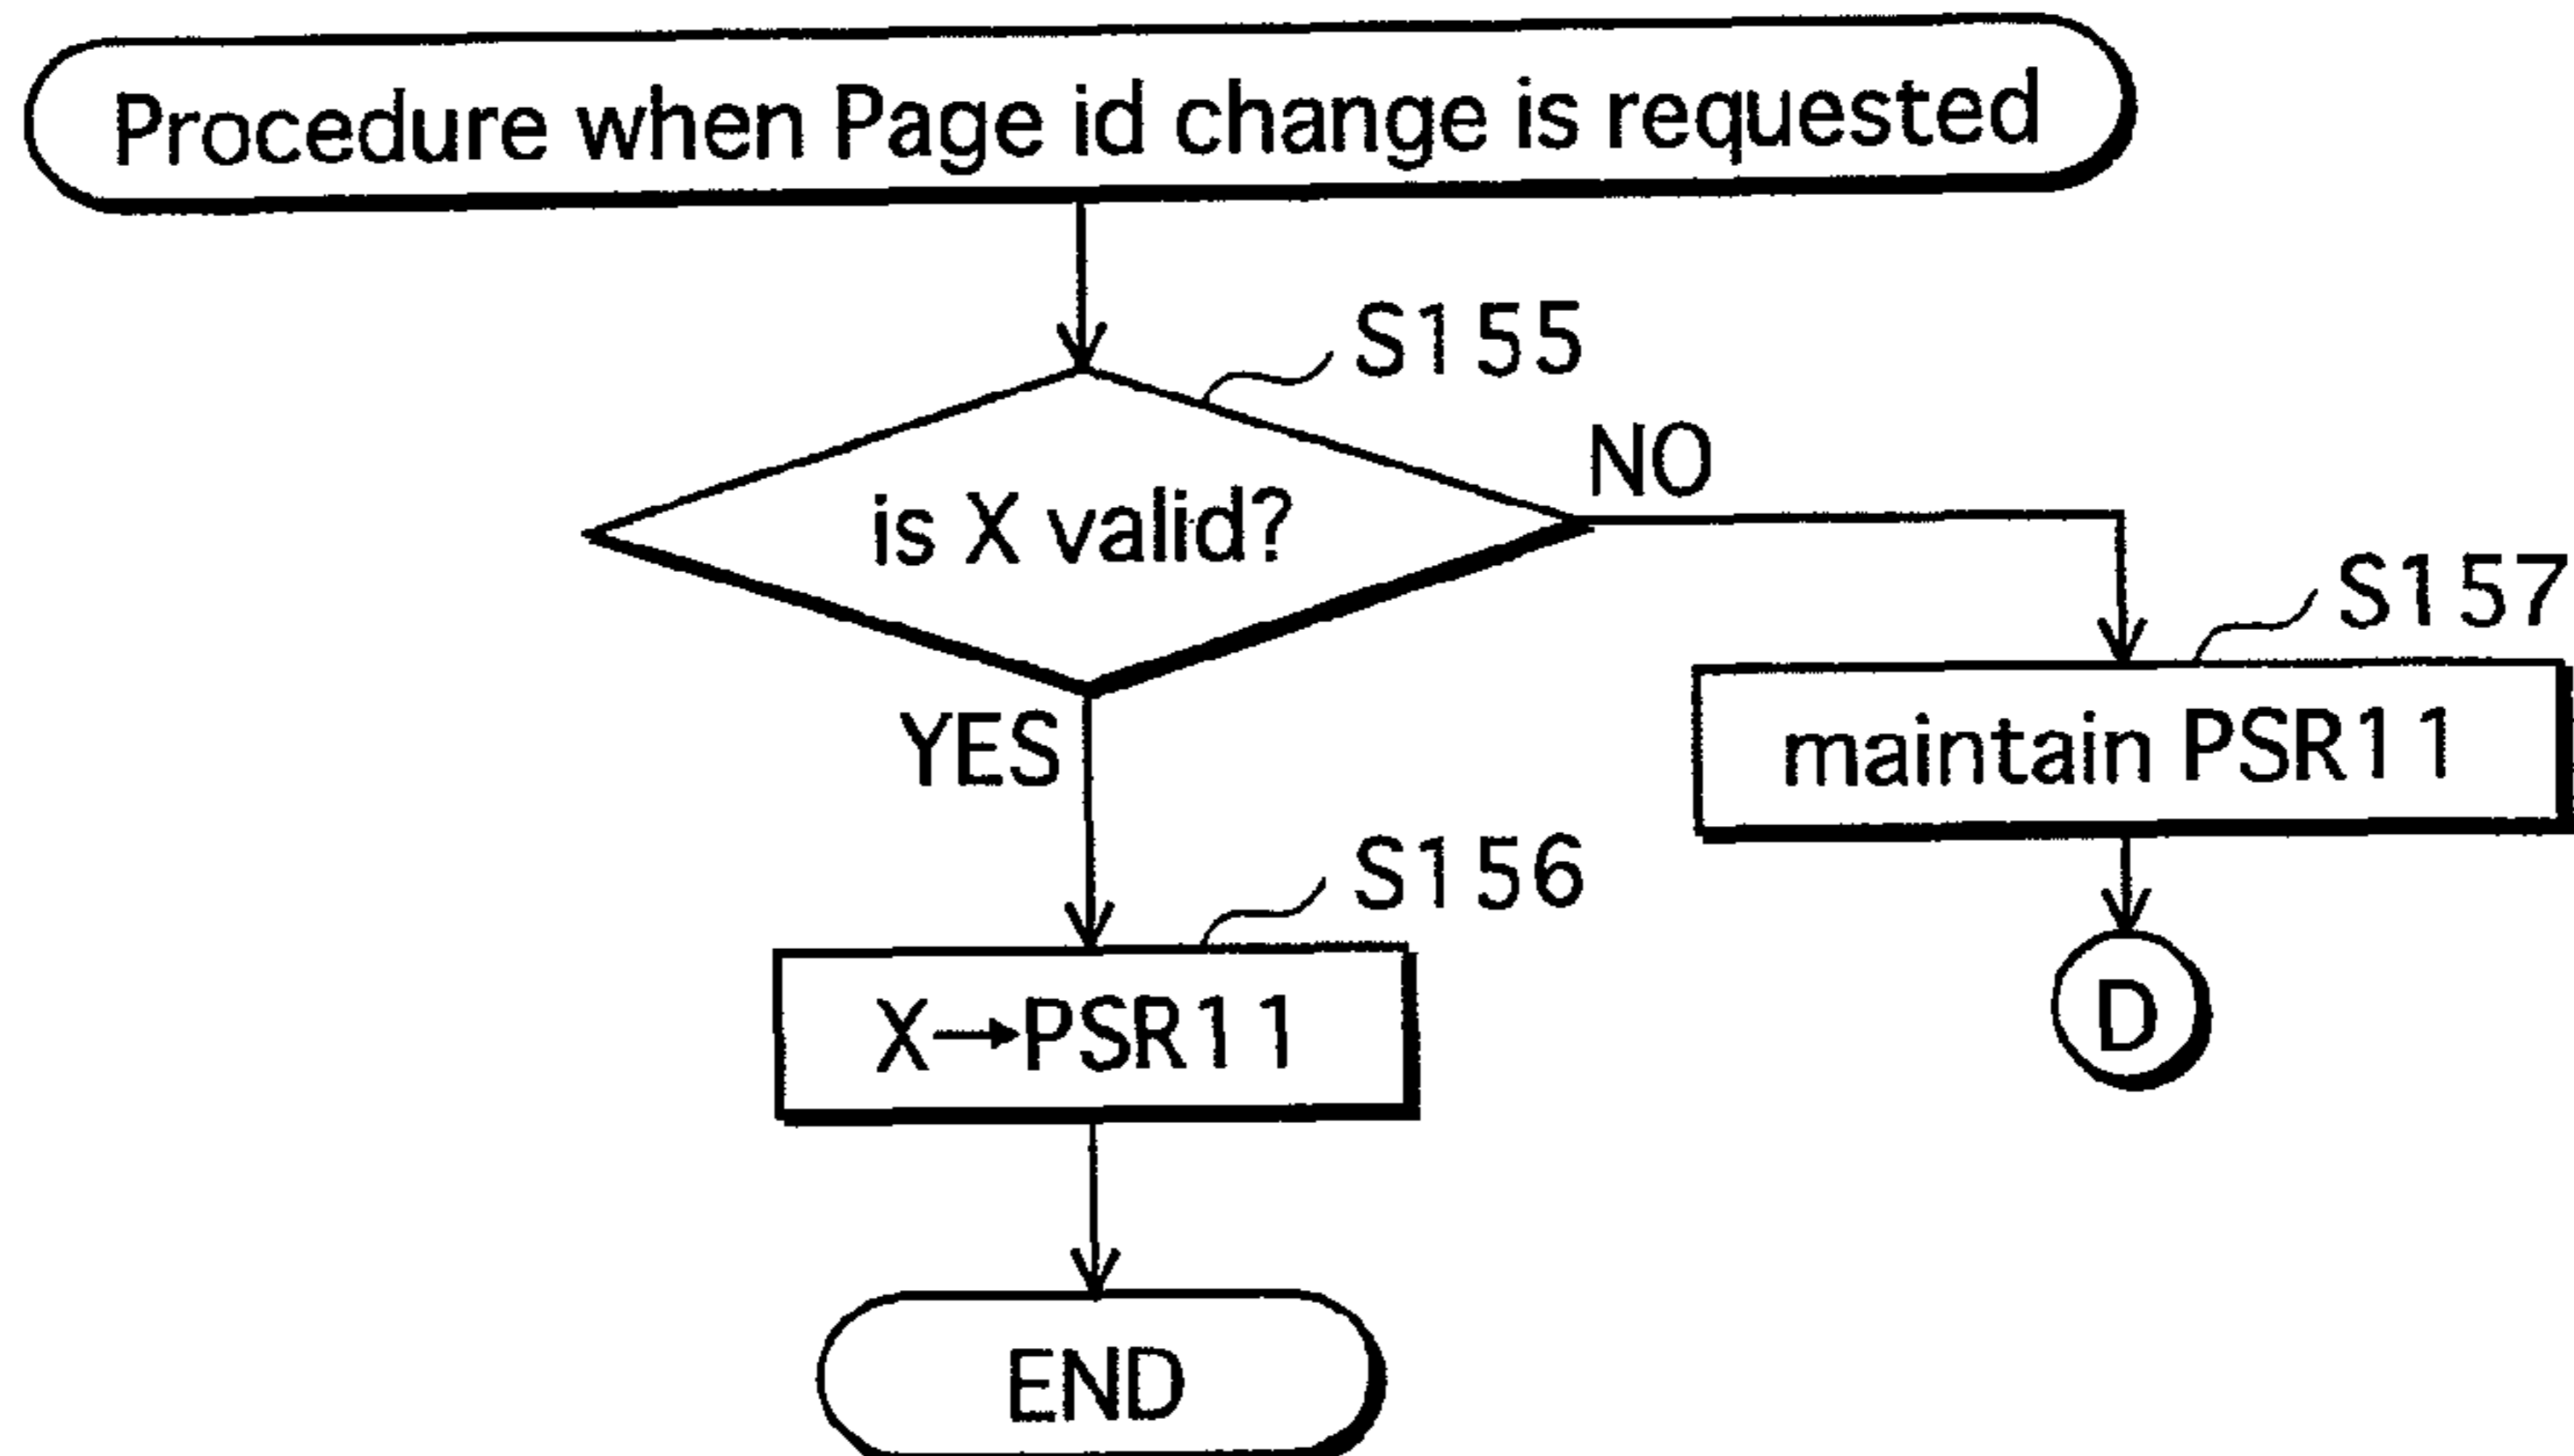 Procedure when Page id change is requested
S155
is X valid?
NO
S157
maintain PSR11
YES
S156
X→PSR11
D
END